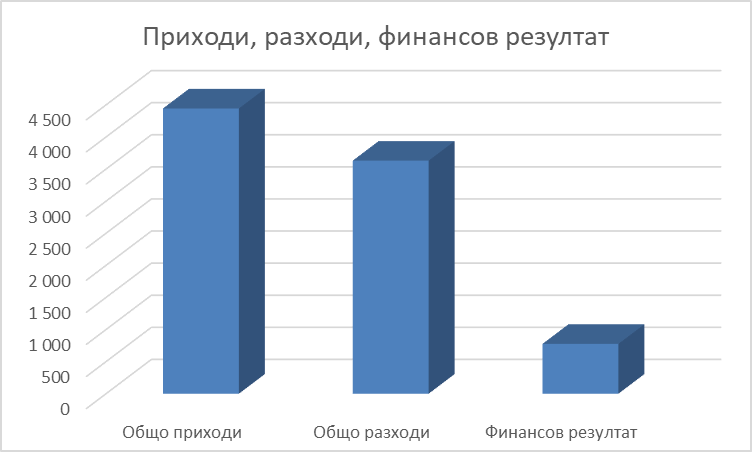 Приходи, разходи, финансов резултат
4 500
4 000
3 500
3 000
2 500
2 000
1 500
1 000
500
0
Общо приходи
Общо разходи
Финансов резултат